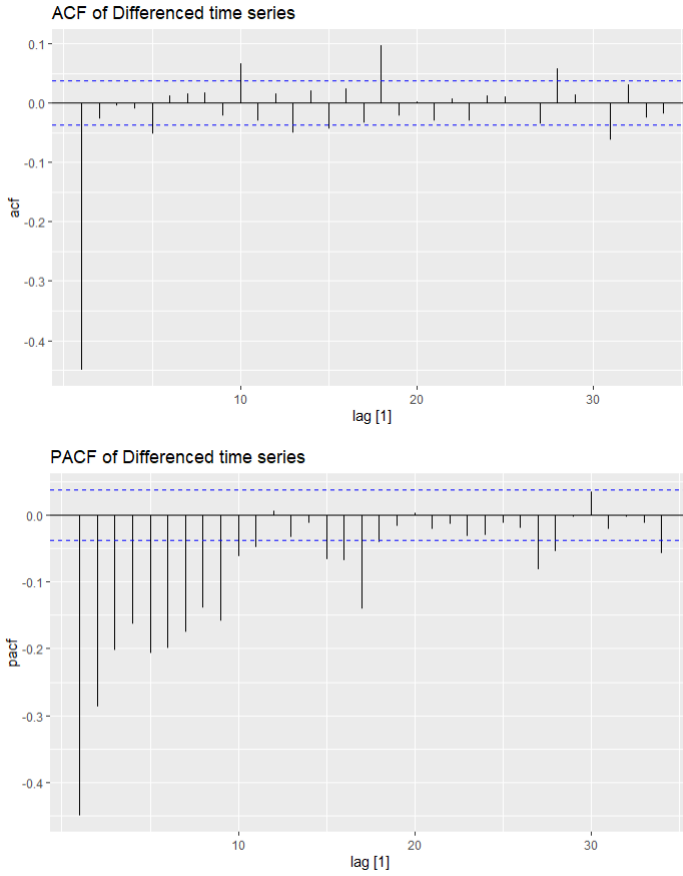 ACF of Differenced time series
0.1
0.0
-0.1
-0.2
-0.3
-0.4
acf
10
20
30
lag [1]
PACF of Differenced time series
0.0
-0.1
-0.2
-0.3
-0.4
pacf
10
20
30
lag [1]